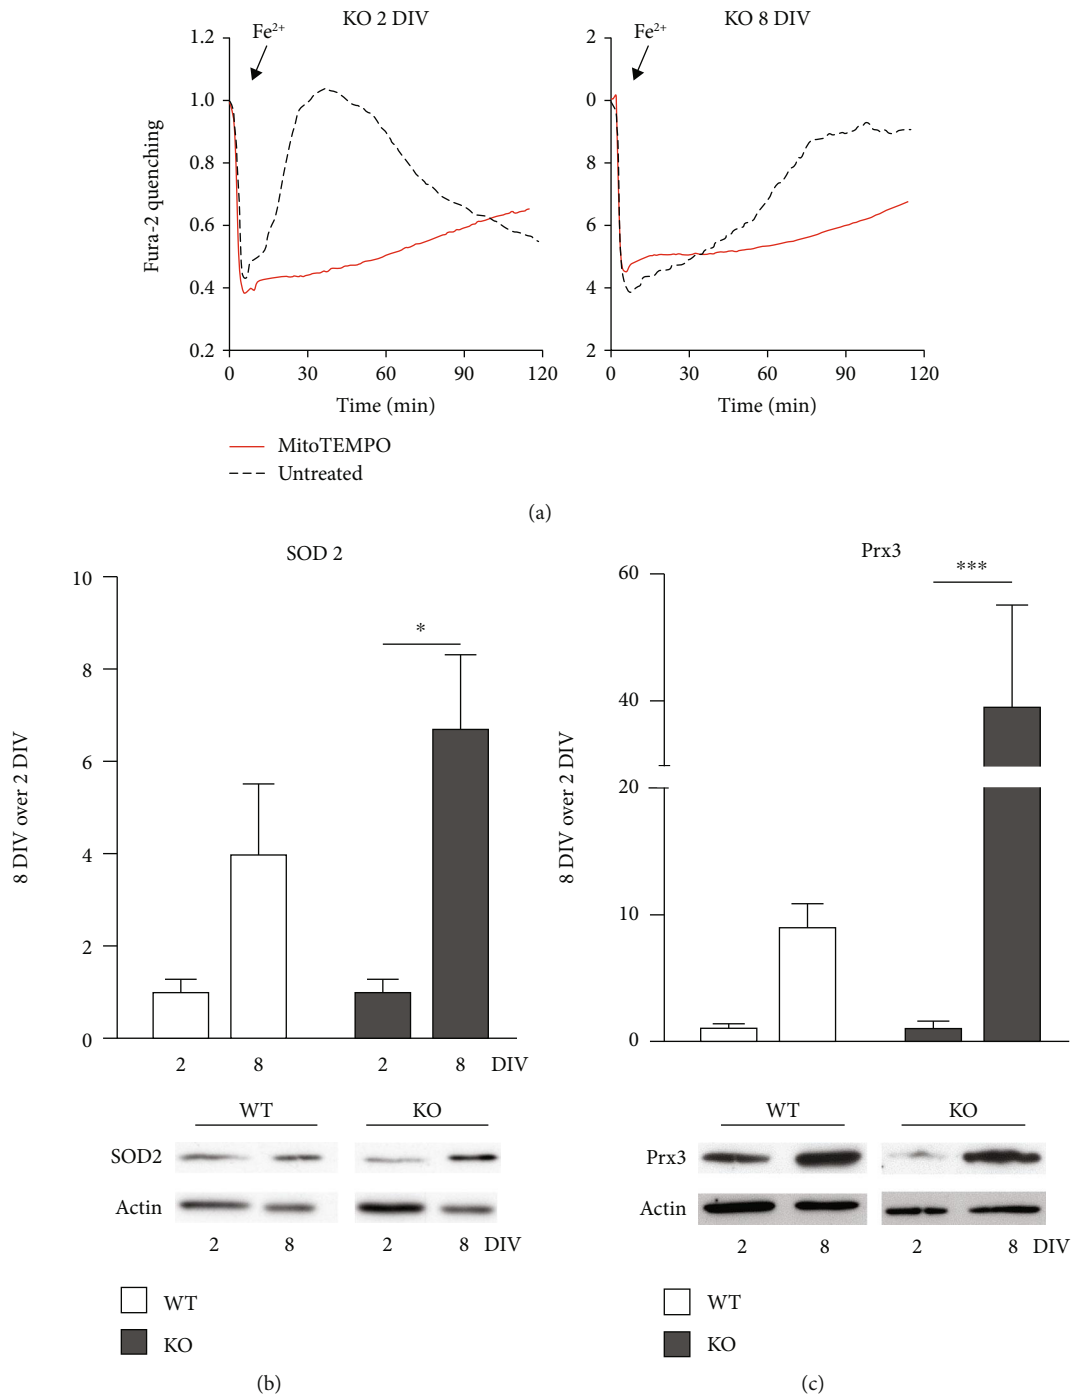 KO 2 DIV
KO 8 DIV
Fe2+
Fe2+
Fura-2 quenching
1.2
1.0
0.8
0.6
0.4
0.2
2
0
8
6
4
2
0 30 60 90 120
0 30 60 90 120
Time (min)
Time (min)
MitoTEMPO
Untreated
(a)
SOD 2
8 DIV over 2 DIV
10
8
6
4
2
0
*
2 8 2 8 DIV
WT KO
SOD2
Actin
2 8 2 8 DIV
WT
KO
(b)
Prx3
8 DIV over 2 DIV
60
40
20
10
0
***
WT KO
Prx3
Actin
2 8 2 8 DIV
WT
KO
(c)